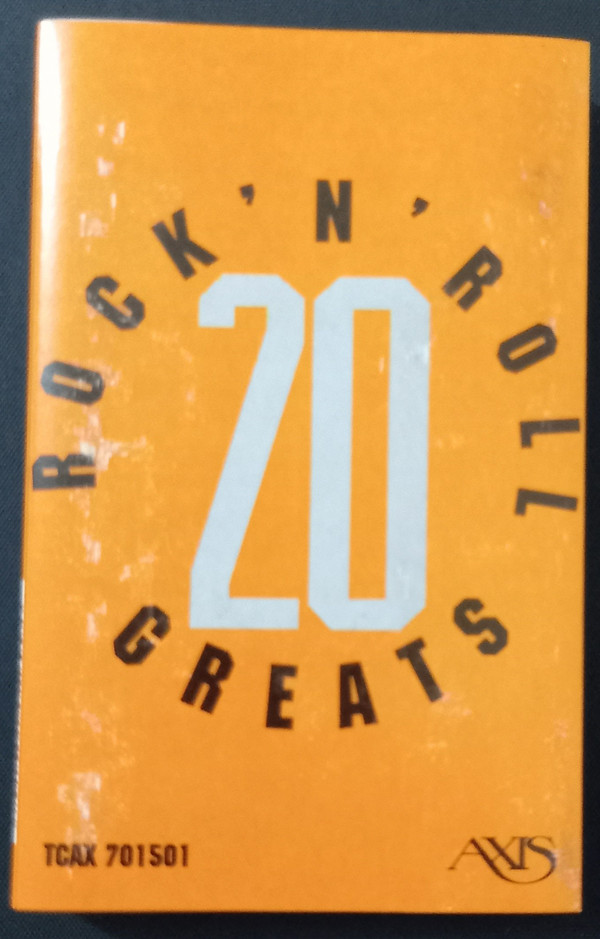 ROCK 'N' ROLL
20
GREATS
TCAX 701501
AXIS